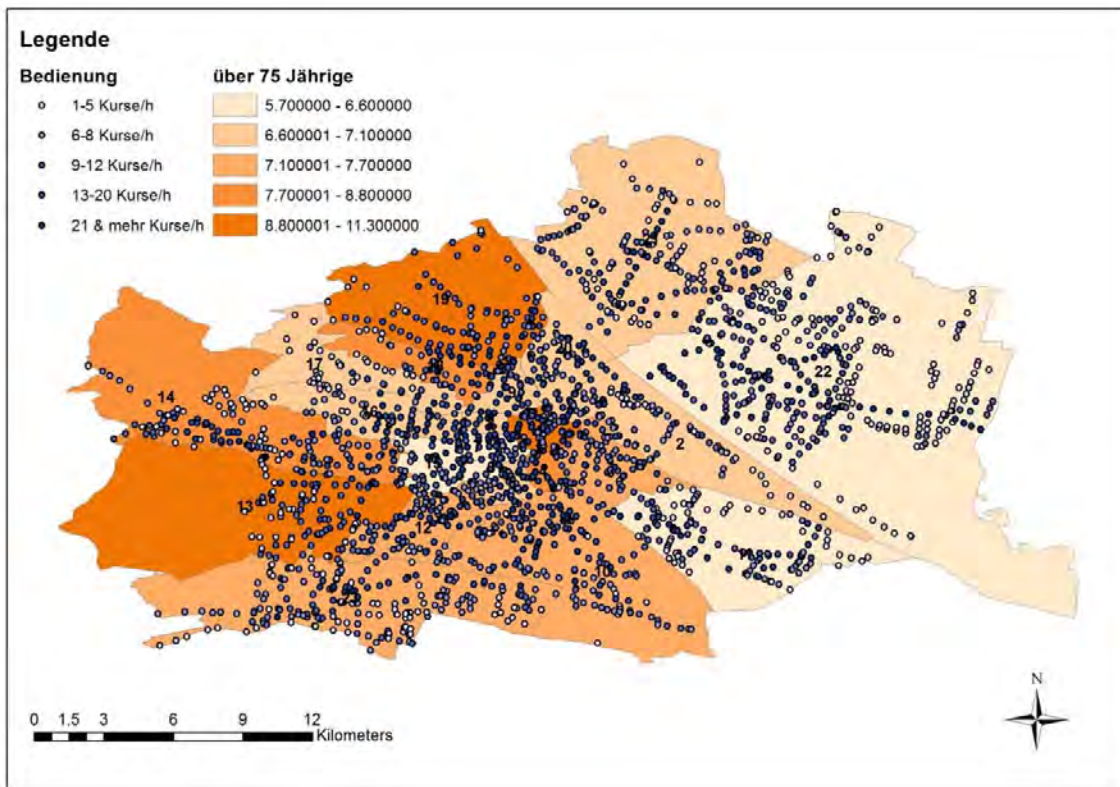 Legende
Bedienung
1-5 Kurse/h
6-8 Kurse/h
9-12 Kurse/h
13-20 Kurse/h
21 & mehr Kurse/h
über 75 Jährige
5.700000 - 6.600000
6.600001 - 7.100000
7.100001 - 7.700000
7.700001 - 8.800000
8.800001 - 11.300000
19
17
14
22
2
13
12
10
N
0 1.5 3 6 9 12
Kilometers